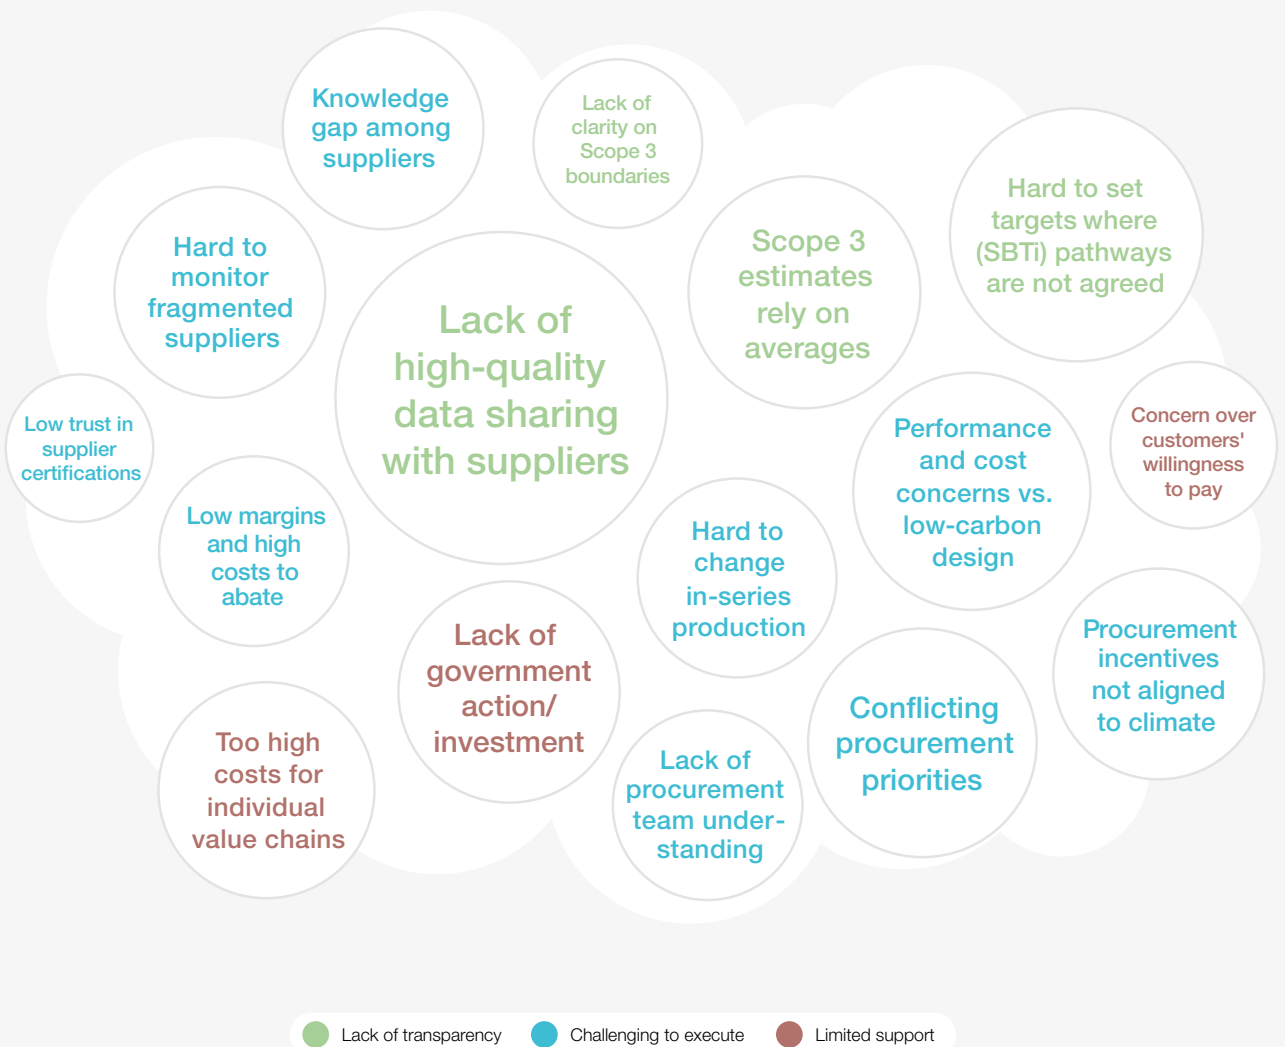 Knowledge
gap among
suppliers
Lack of
clarity on
Scope 3
boundaries
Hard to set
targets where
(SBTi) pathways
are not agreed
Hard to
monitor
fragmented
suppliers
Scope 3
estimates
rely on
averages
Lack of
high-quality
data sharing
with suppliers
Low trust in
supplier
certifications
Performance
and cost
concerns vs.
low-carbon
design
Concern over
customers'
willingness
to pay
Low margins
and high
costs to
abate
Hard to
change
in-series
production
Lack of
government
action/
investment
Procurement
incentives
not aligned
to climate
Too high
costs for
individual
value chains
Lack of
procurement
team under-
standing
Conflicting
procurement
priorities
Lack of transparency
Challenging to execute
Limited support